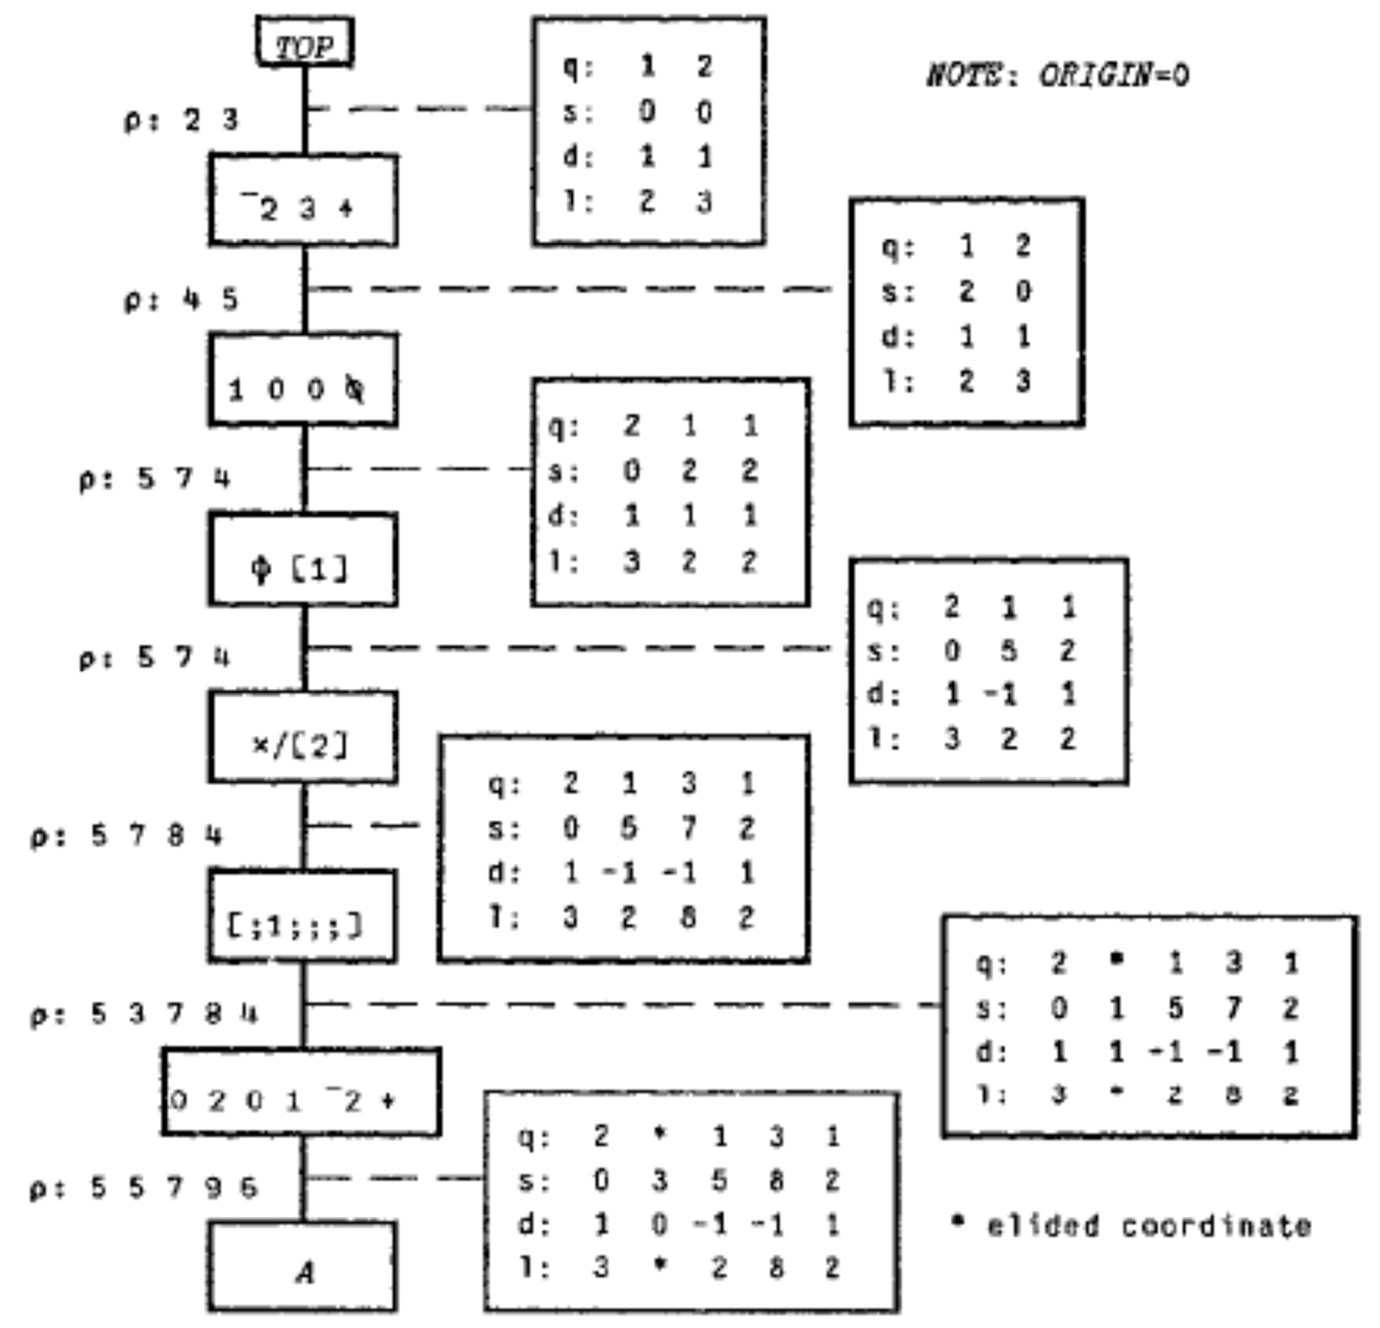 TOP
NOTE: ORIGIN=0
ρ: 2 3
q: 1 2
s: 0 0
d: 1 1
l: 2 3
¯2 3 ↑
ρ: 4 5
q: 1 2
s: 2 0
d: 1 1
l: 2 3
1 0 0 ⍉
ρ: 5 7 4
q: 2 1 1
s: 0 2 2
d: 1 1 1
l: 3 2 2
⌽ [1]
ρ: 5 7 4
q: 2 1 1
s: 0 5 2
d: 1 -1 1
l: 3 2 2
×/[2]
ρ: 5 7 8 4
q: 2 1 3 1
s: 0 5 7 2
d: 1 -1 -1 1
l: 3 2 8 2
[;1;;;]
ρ: 5 3 7 8 4
q: 2 * 1 3 1
s: 0 1 5 7 2
d: 1 1 -1 -1 1
l: 3 * 2 8 2
0 2 0 1 ¯2 ↓
ρ: 5 5 7 9 6
q: 2 * 1 3 1
s: 0 3 5 8 2
d: 1 0 -1 -1 1
l: 3 * 2 8 2
* elided coordinate
A